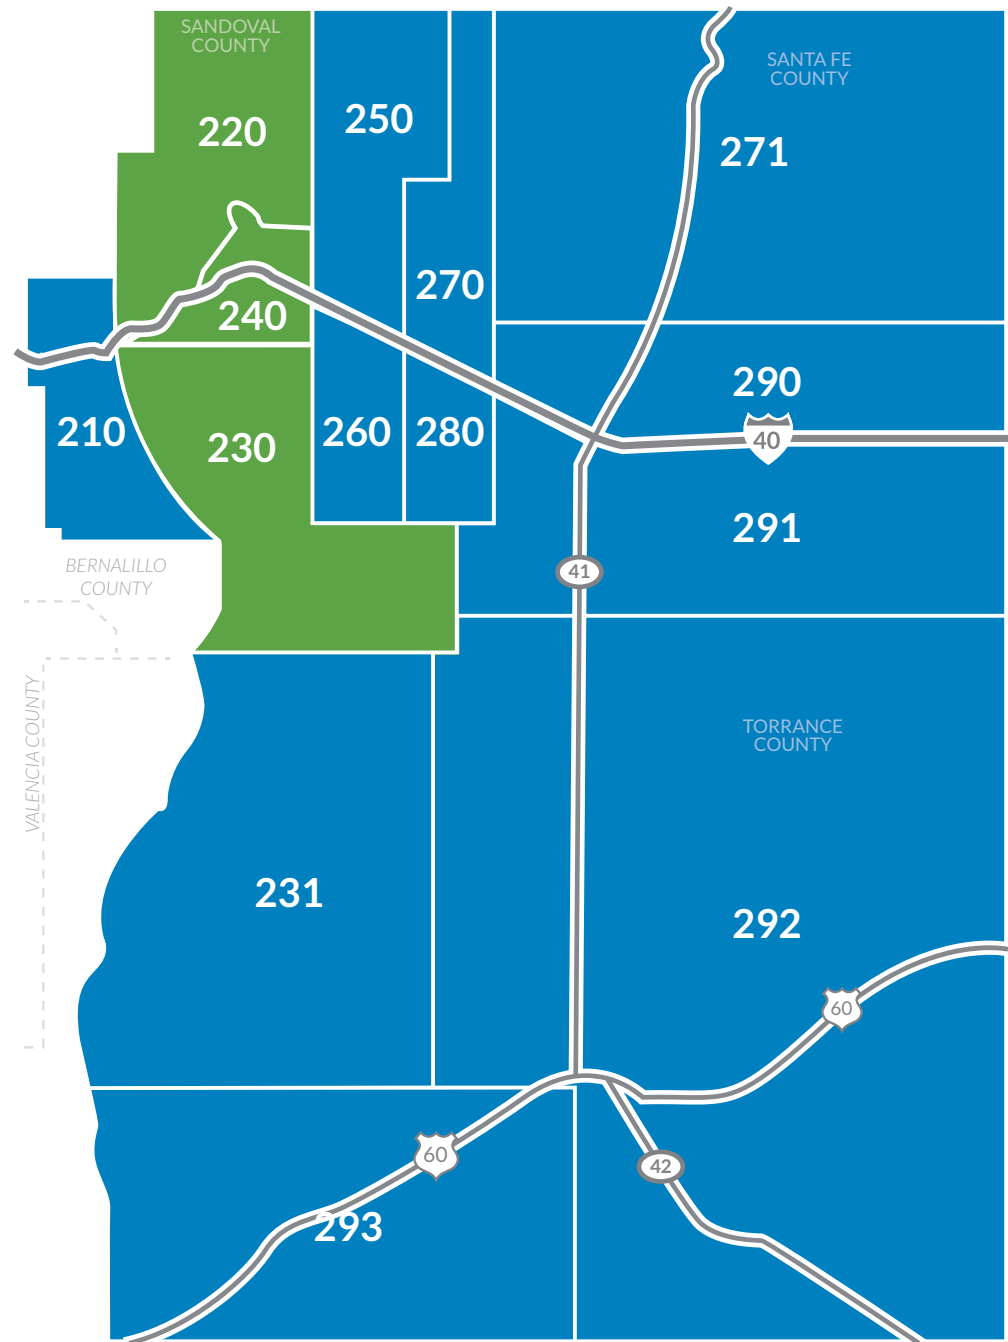 SANDOVAL
COUNTY
SANTA FE
COUNTY
220
250
271
270
240
290
210
230
260
280
40
291
BERNALILLO
COUNTY
41
VALENCIA COUNTY
TORRANCE
COUNTY
231
292
60
60
42
293